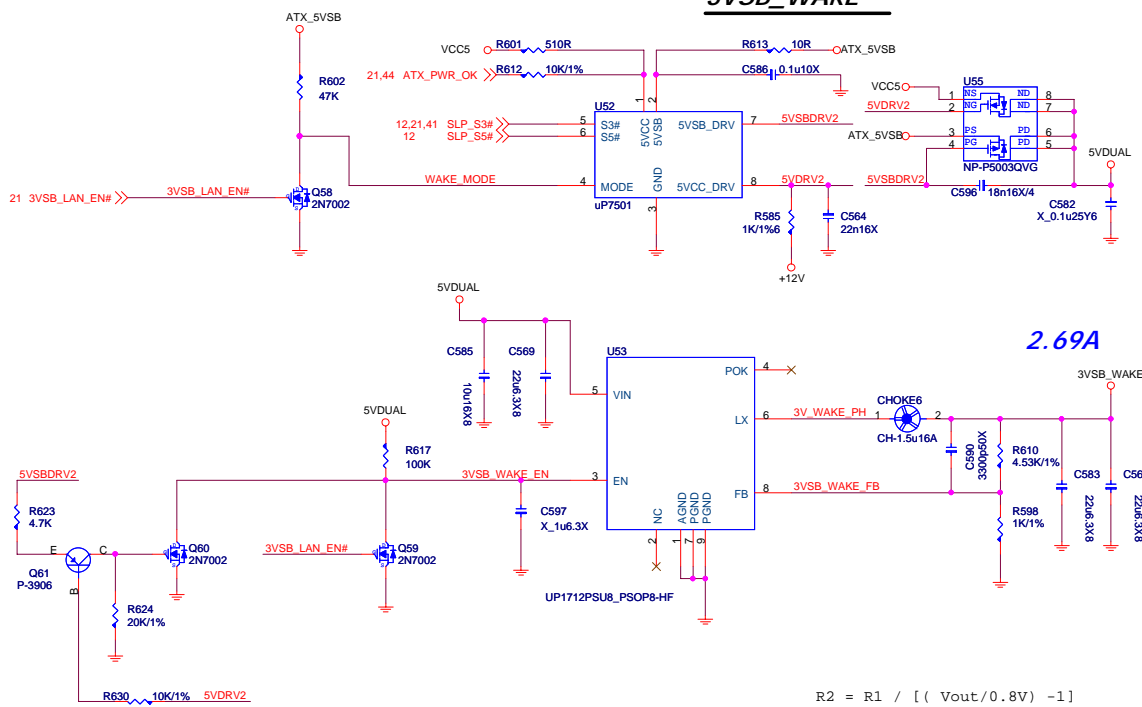 5VSB_WAKE
ATX_5VSB
R602
47K
21 3VSB_LAN_EN#
3VSB_LAN_EN#
Q58
2N7002
WAKE_MODE
VCC5
R601
510R
21,44 ATX_PWR_OK
R612
10K/1%
R613
10R
ATX_5VSB
C586
0.1u10X
U52
12,21,41 SLP_S3#
12 SLP_S5#
5
6
4
1
2
3
7
8
S3#
S5#
5VCC
5VSB
MODE
GND
5VSB_DRV
5VCC_DRV
uP7501
5VSBDRV2
5VDRV2
R585
1K/1%6
C564
22n16X
+12V
VCC5
5VDRV2
ATX_5VSB
5VSBDRV2
U55
1 NS ND 8
2 NG ND 7
3 PS PD 6
4 PG PD 5
NP-P5003QVG
C596
18n16X/4
5VDUAL
C582
X_0.1u25Y6
5VDUAL
C585
10u16X8
C569
22u6.3X8
U53
5 VIN
3 EN
POK 4
LX 6
FB 8
NC
AGND
PGND
PGND
2
1
7
9
UP1712PSU8_PSOP8-HF
2.69A
3VSB_WAKE
3V_WAKE_PH
1
CHOKE6
2
CH-1.5u16A
3VSB_WAKE_FB
C590
3300p50X
R610
4.53K/1%
R598
1K/1%
C583
22u6.3X8
C56
22u6.3X8
5VDUAL
R617
100K
3VSB_WAKE_EN
C597
X_1u6.3X
5VSBDRV2
R623
4.7K
E
C
B
Q61
P-3906
Q60
2N7002
3VSB_LAN_EN#
Q59
2N7002
R624
20K/1%
R630
10K/1%
5VDRV2
R2 = R1 / [( Vout/0.8V) -1]